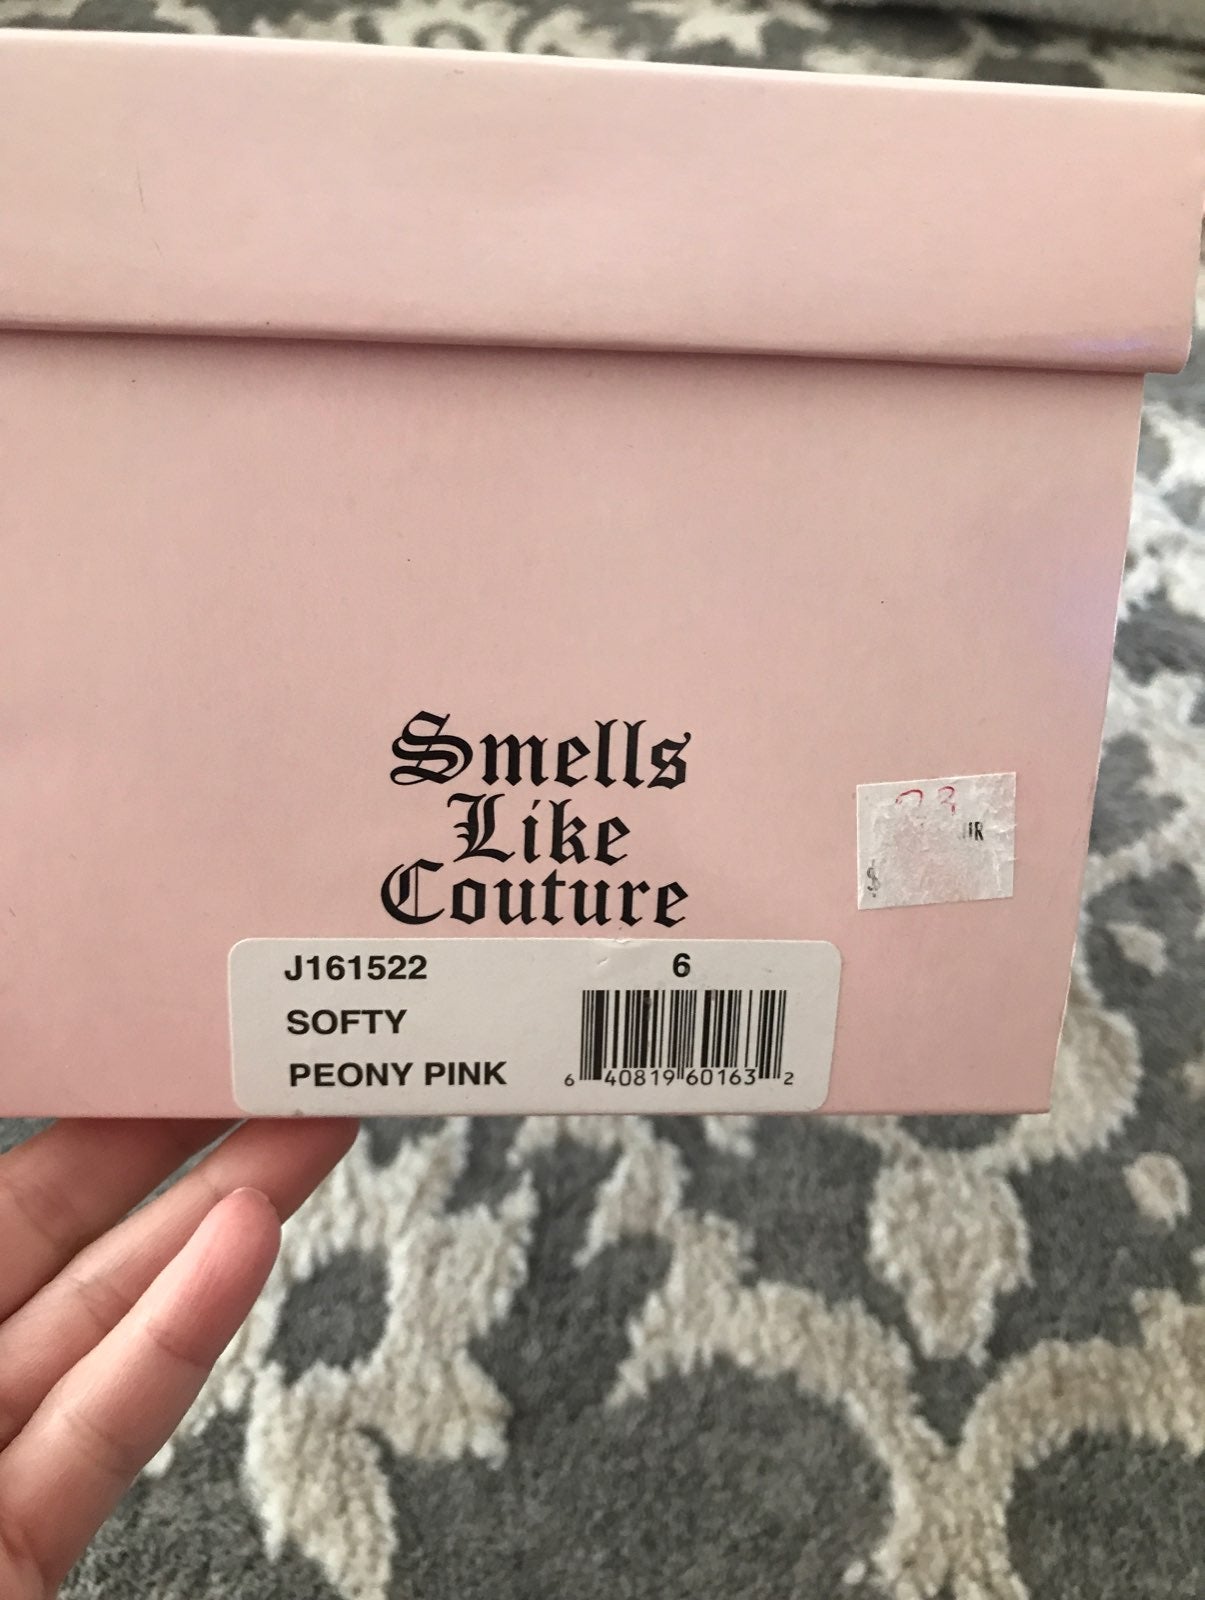 Smells
Like
Couture
J161522
6
SOFTY
PEONY PINK
6 40819 60163 2
$